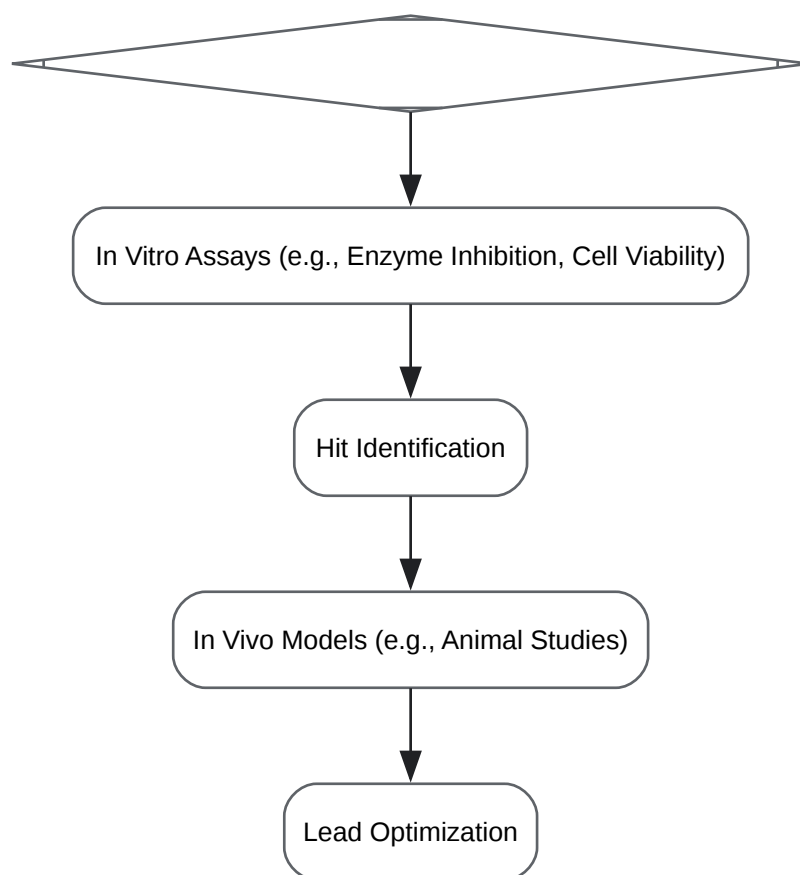 In Vitro Assays (e.g., Enzyme Inhibition, Cell Viability)
Hit Identification
In Vivo Models (e.g., Animal Studies)
Lead Optimization